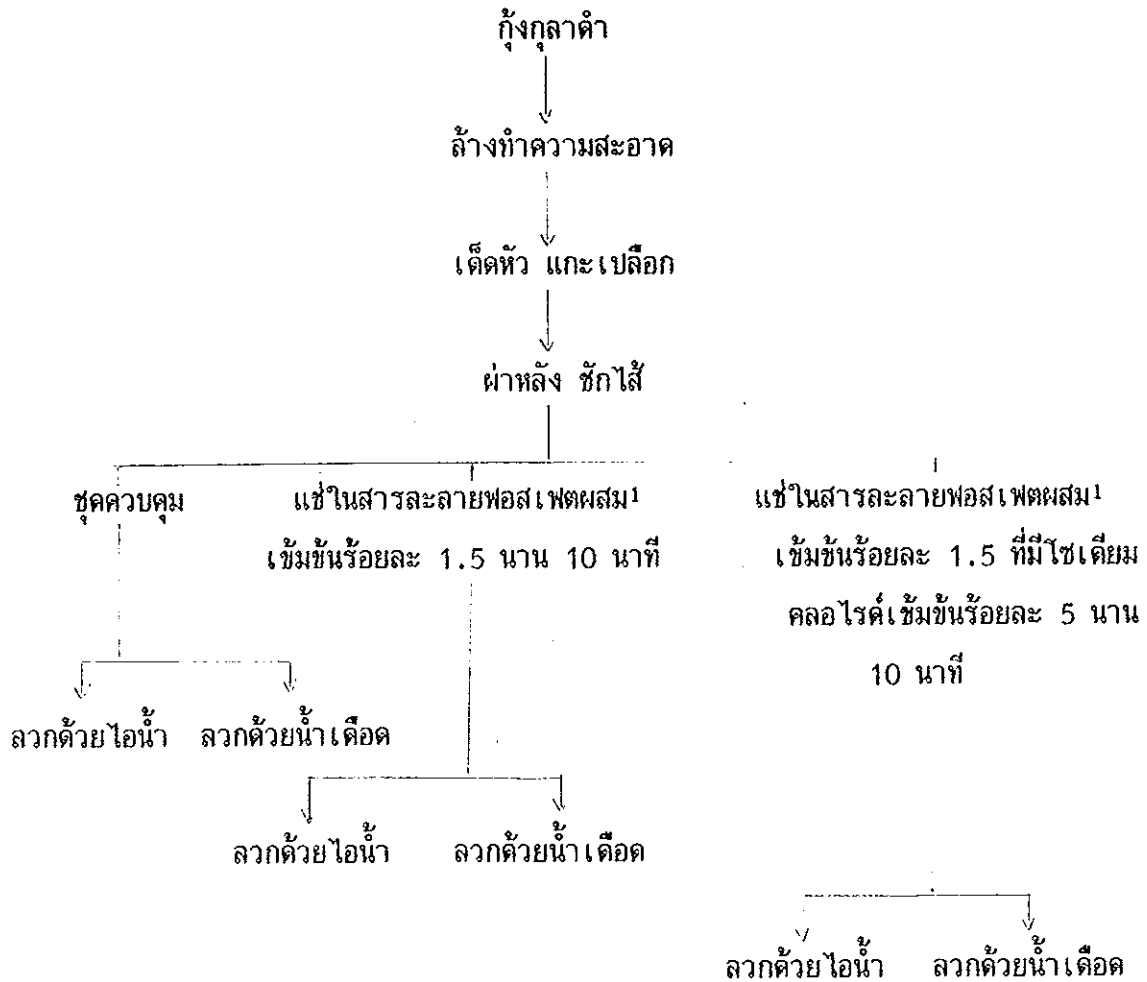 กุ้งกุลาดำ
ล้างทำความสะอาด
เด็ดหัว แกะเปลือก
ผ่าหลัง ชักไส้
ชุดควบคุม
แช่ในสารละลายฟอสเฟตผสม¹
เข้มข้นร้อยละ 1.5 นาน 10 นาที
แช่ในสารละลายฟอสเฟตผสม¹
เข้มข้นร้อยละ 1.5 ที่มีโซเดียม
คลอไรด์เข้มข้นร้อยละ 5 นาน
10 นาที
ลวกด้วยไอน้ำ ลวกด้วยน้ำเดือด
ลวกด้วยไอน้ำ ลวกด้วยน้ำเดือด
ลวกด้วยไอน้ำ ลวกด้วยน้ำเดือด